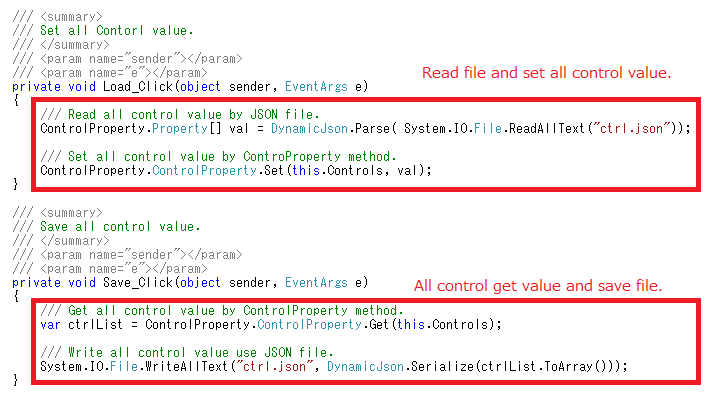 /// <summary>
/// Set all Contorl value.
/// </summary>
/// <param name="sender"></param>
/// <param name="e"></param>
Read file and set all control value.
private void Load_Click(object sender, EventArgs e)
{
/// Read all control value by JSON file.
ControlProperty.Property[] val = DynamicJson.Parse( System.IO.File.ReadAllText("ctrl.json"));
/// Set all control value by ControProperty method.
ControlProperty.ControlProperty.Set(this.Controls, val);
}
/// <summary>
/// Save all control value.
/// </summary>
/// <param name="sender"></param>
/// <param name="e"></param>
private void Save_Click(object sender, EventArgs e)
All control get value and save file.
{
/// Get all control value by ControlProperty method.
var ctrlList = ControlProperty.ControlProperty.Get(this.Controls);
/// Write all control value use JSON file.
System.IO.File.WriteAllText("ctrl.json", DynamicJson.Serialize(ctrlList.ToArray()));
}